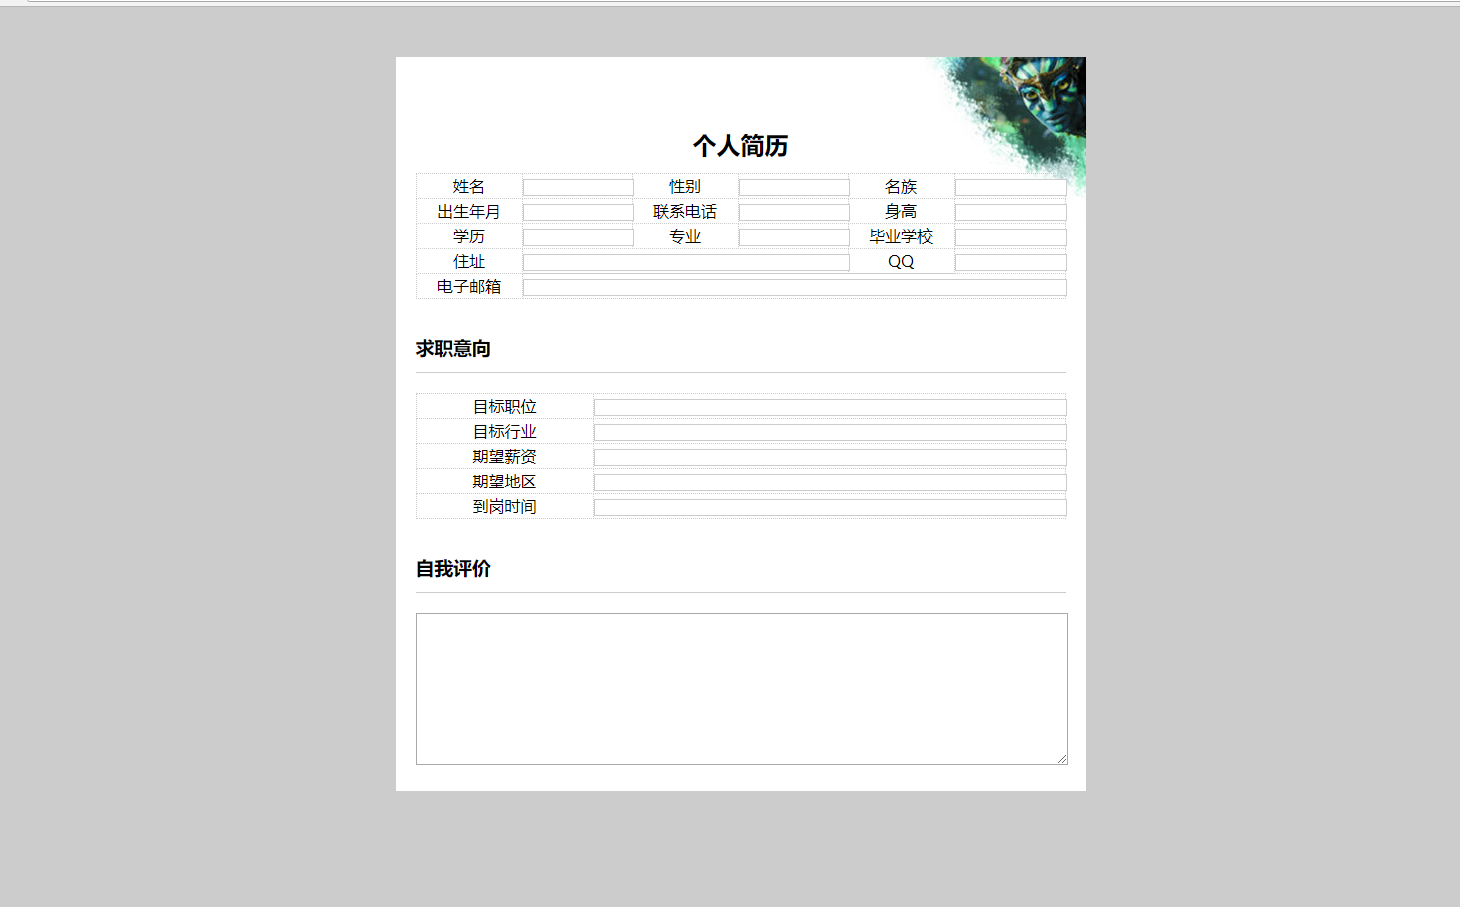 个人简历
姓名 性别 名族
出生年月 联系电话 身高
学历 专业 毕业学校
住址 QQ
电子邮箱
求职意向
目标职位
目标行业
期望薪资
期望地区
到岗时间
自我评价